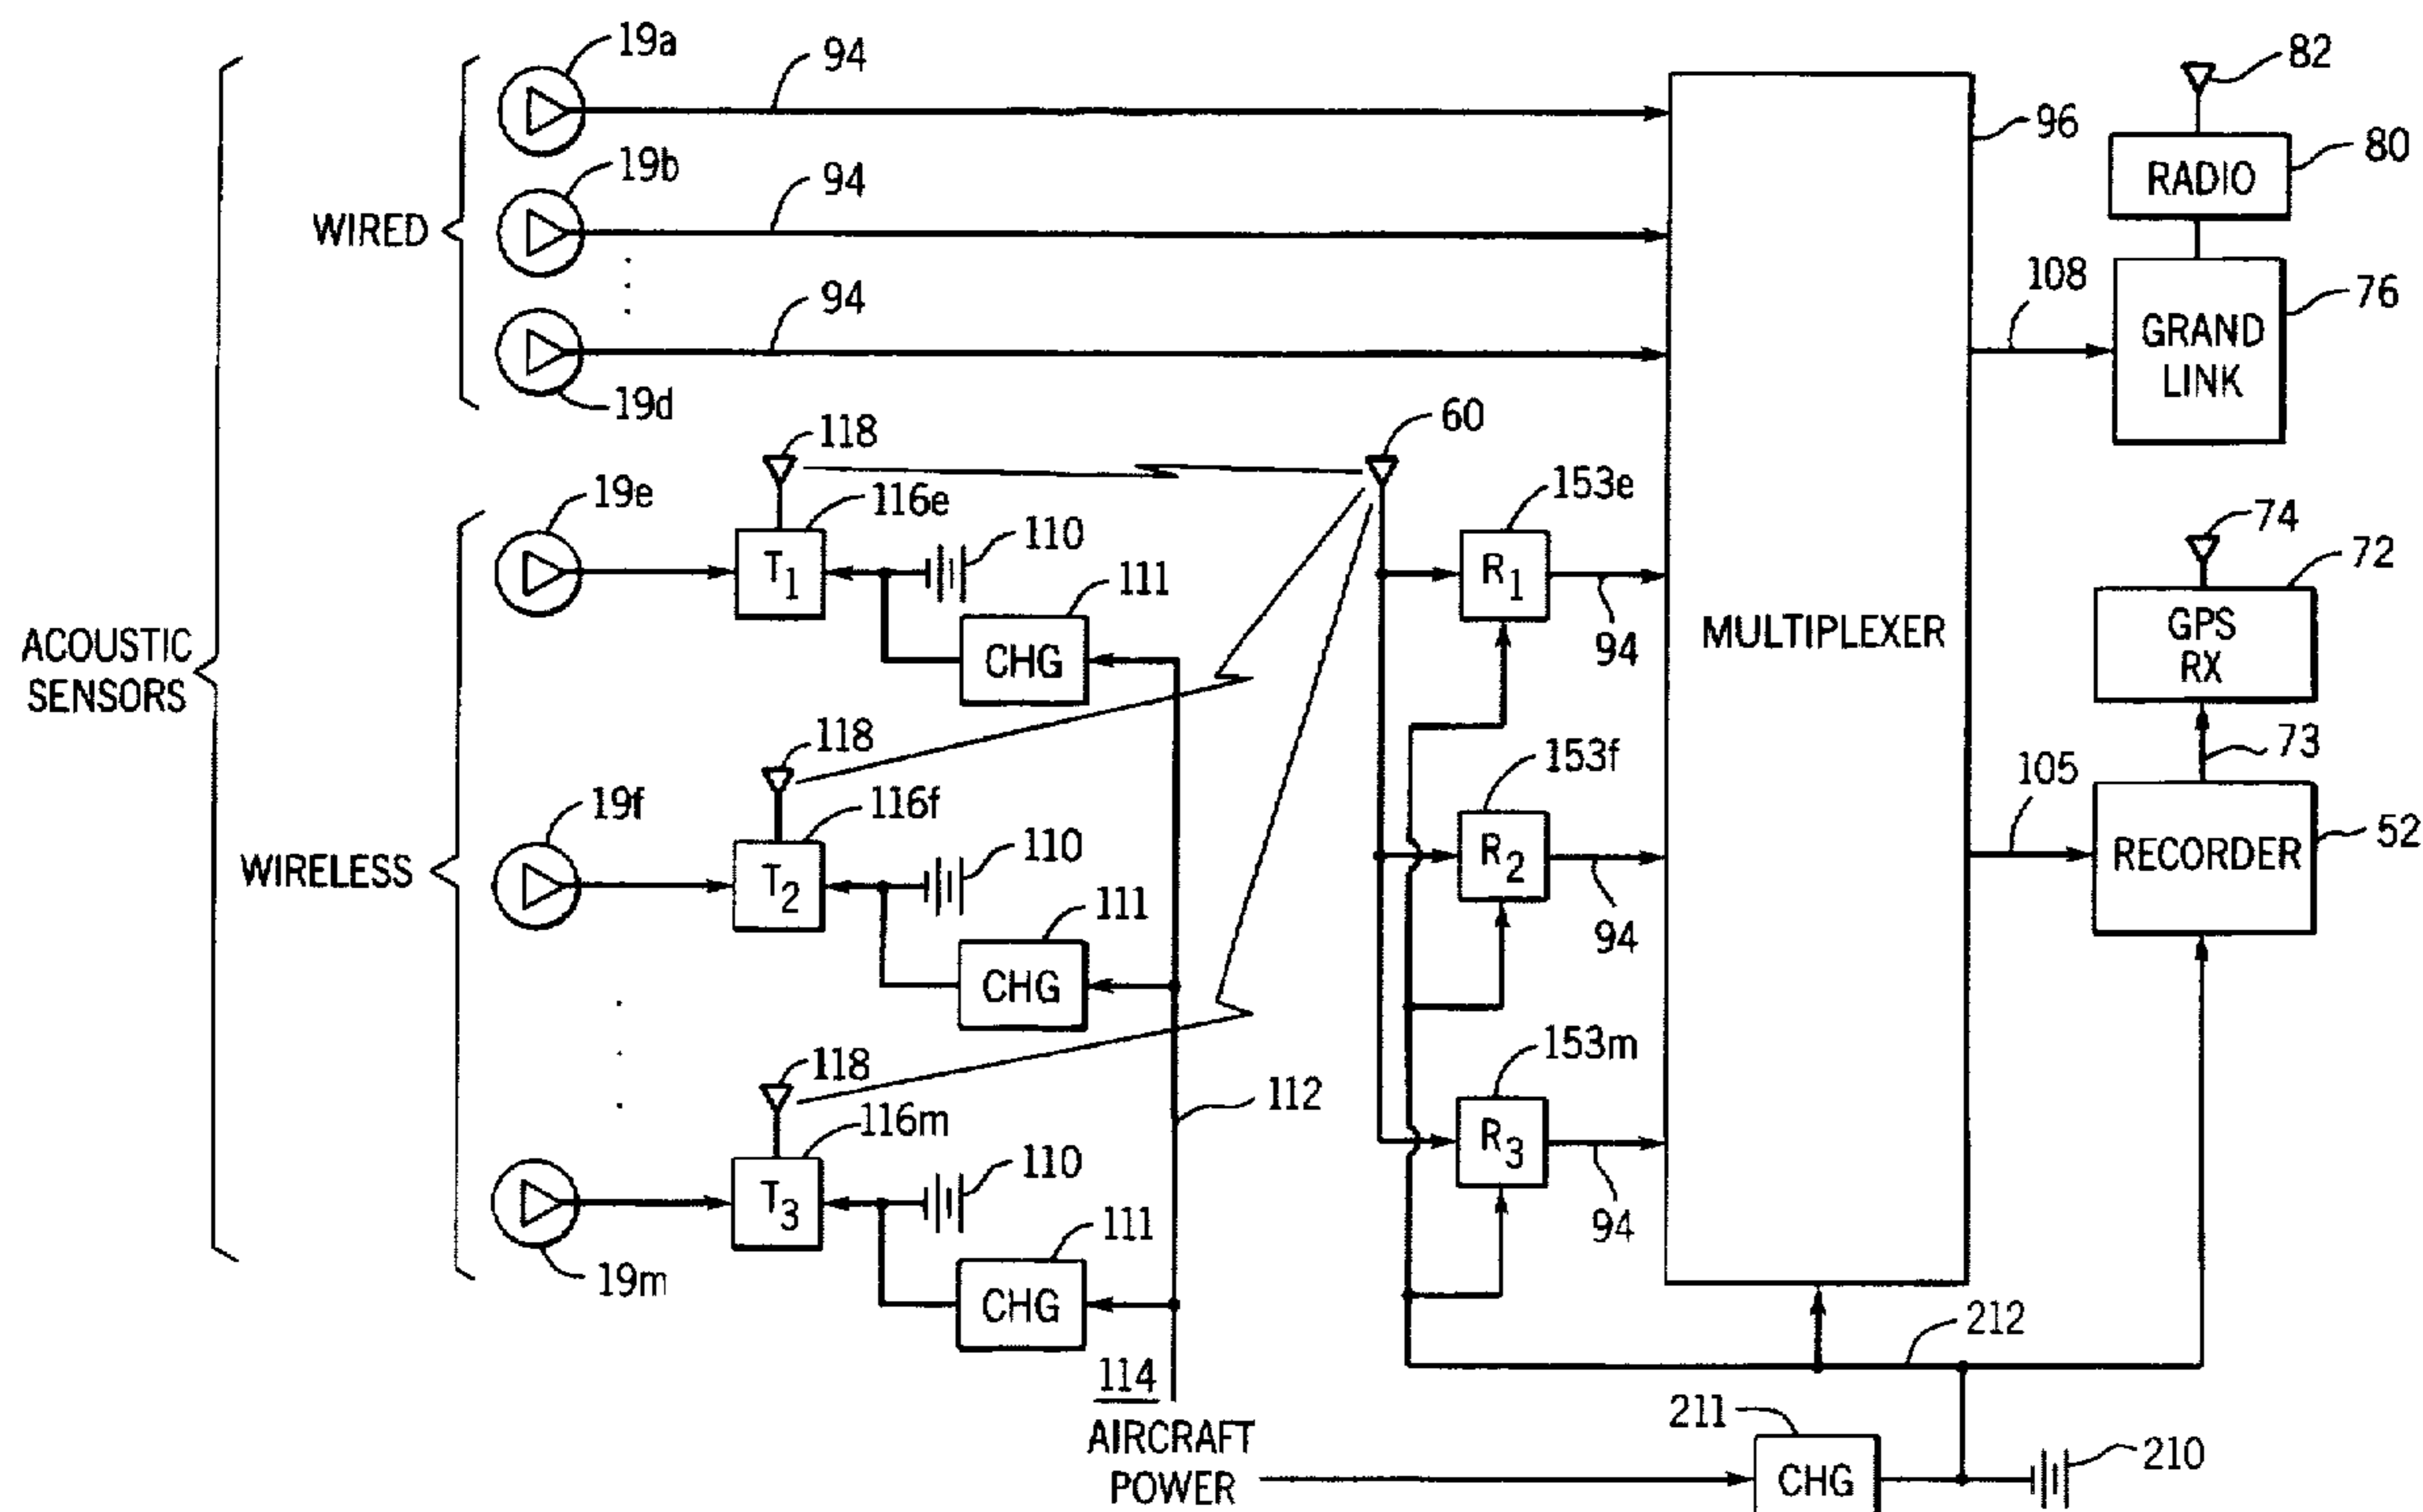 19a
94
82
96
80
RADIO
19b
94
WIRED
108
76
94
GRAND
LINK
19d
118
60
19e
116e
153e
74
72
110
T1
R1
111
GPS
RX
CHG
94
MULTIPLEXER
ACOUSTIC
SENSORS
118
153f
73
105
19f
116f
110
52
WIRELESS
T2
R2
RECORDER
111
94
CHG
153m
118
112
116m
110
R3
T3
111
94
19m
CHG
212
114
AIRCRAFT
POWER
211
210
CHG